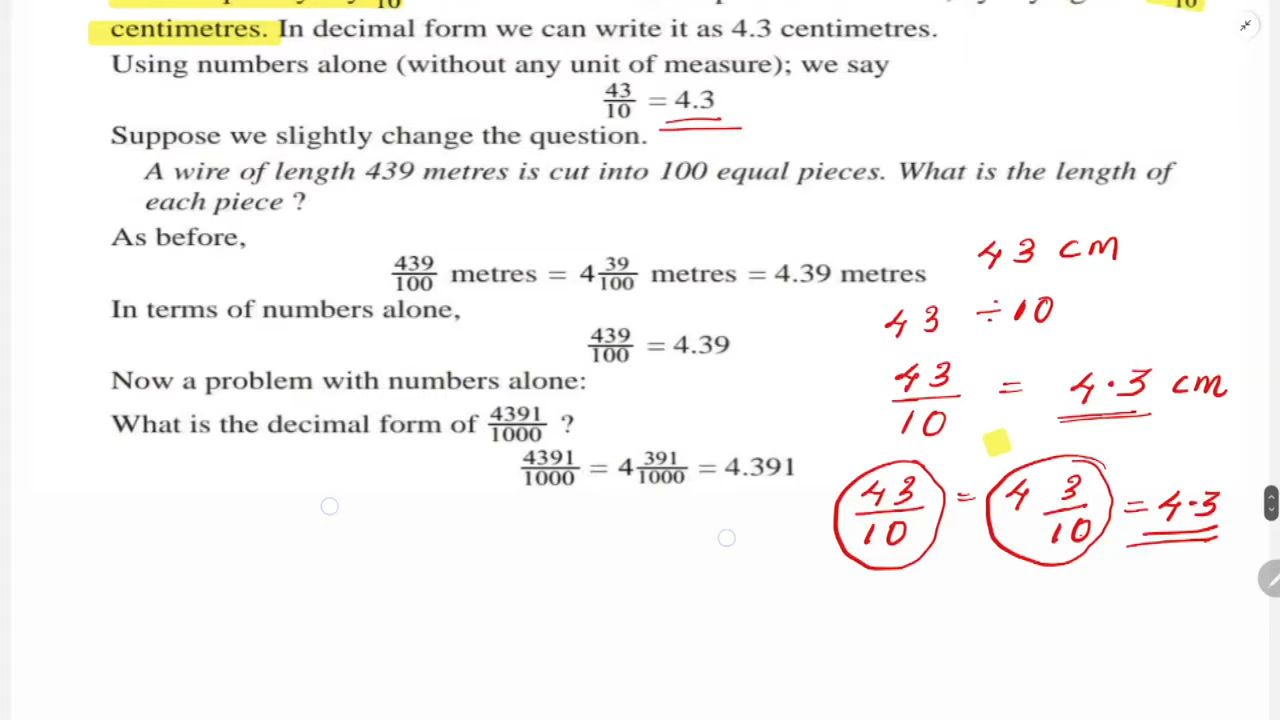 10 10
centimetres. In decimal form we can write it as 4.3 centimetres.
Using numbers alone (without any unit of measure); we say
43/10 = 4.3
Suppose we slightly change the question.
A wire of length 439 metres is cut into 100 equal pieces. What is the length of
each piece ?
As before,
439/100 metres = 4 39/100 metres = 4.39 metres
In terms of numbers alone,
439/100 = 4.39
Now a problem with numbers alone:
What is the decimal form of 4391/1000 ?
4391/1000 = 4 391/1000 = 4.391
43 cm
43 ÷10
43/10 = 4.3 cm
43/10 = 4 3/10 = 4.3